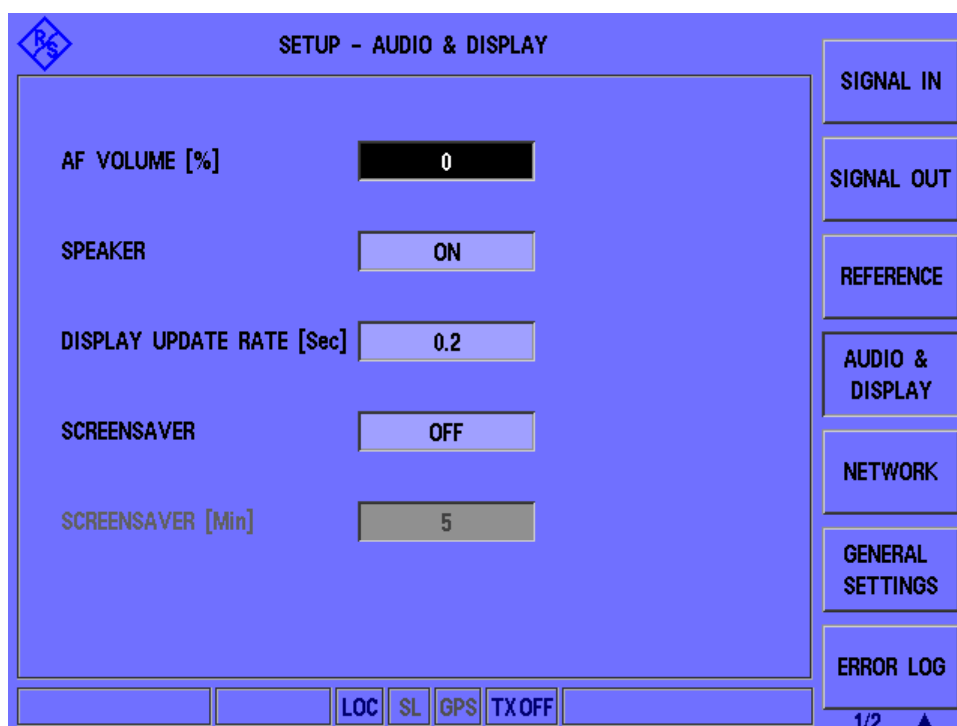 R&S
SETUP - AUDIO & DISPLAY
AF VOLUME [%] 0
SPEAKER ON
DISPLAY UPDATE RATE [Sec] 0.2
SCREENSAVER OFF
SCREENSAVER [Min] 5
LOC SL GPS TX OFF
SIGNAL IN
SIGNAL OUT
REFERENCE
AUDIO &
DISPLAY
NETWORK
GENERAL
SETTINGS
ERROR LOG
1/2